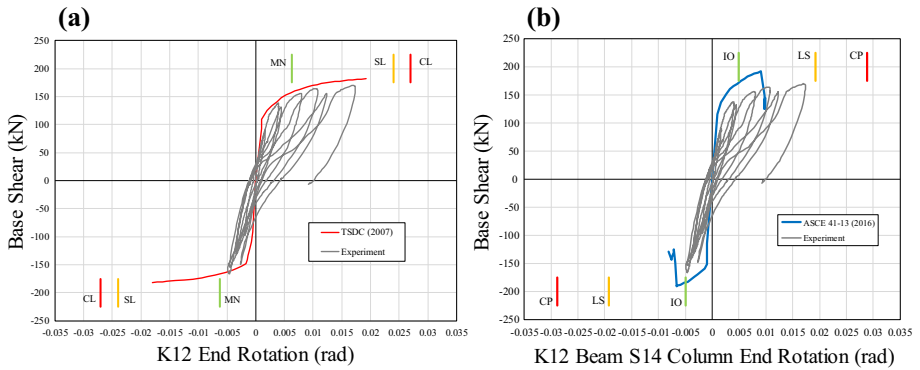 (a)
Base Shear (kN)
250
200
150
100
50
0
-50
-100
-150
-200
-250
-0.035 -0.03 -0.025 -0.02 -0.015 -0.01 -0.005 0 0.005 0.01 0.015 0.02 0.025 0.03 0.035
MN
SL
CL
TSDC (2007)
Experiment
CL
SL
MN
K12 End Rotation (rad)
(b)
Base Shear (kN)
250
200
150
100
50
0
-50
-100
-150
-200
-250
-0.035 -0.03 -0.025 -0.02 -0.015 -0.01 -0.005 0 0.005 0.01 0.015 0.02 0.025 0.03 0.035
IO
LS
CP
ASCE 41-13 (2016)
Experiment
CP
LS
IO
K12 Beam S14 Column End Rotation (rad)